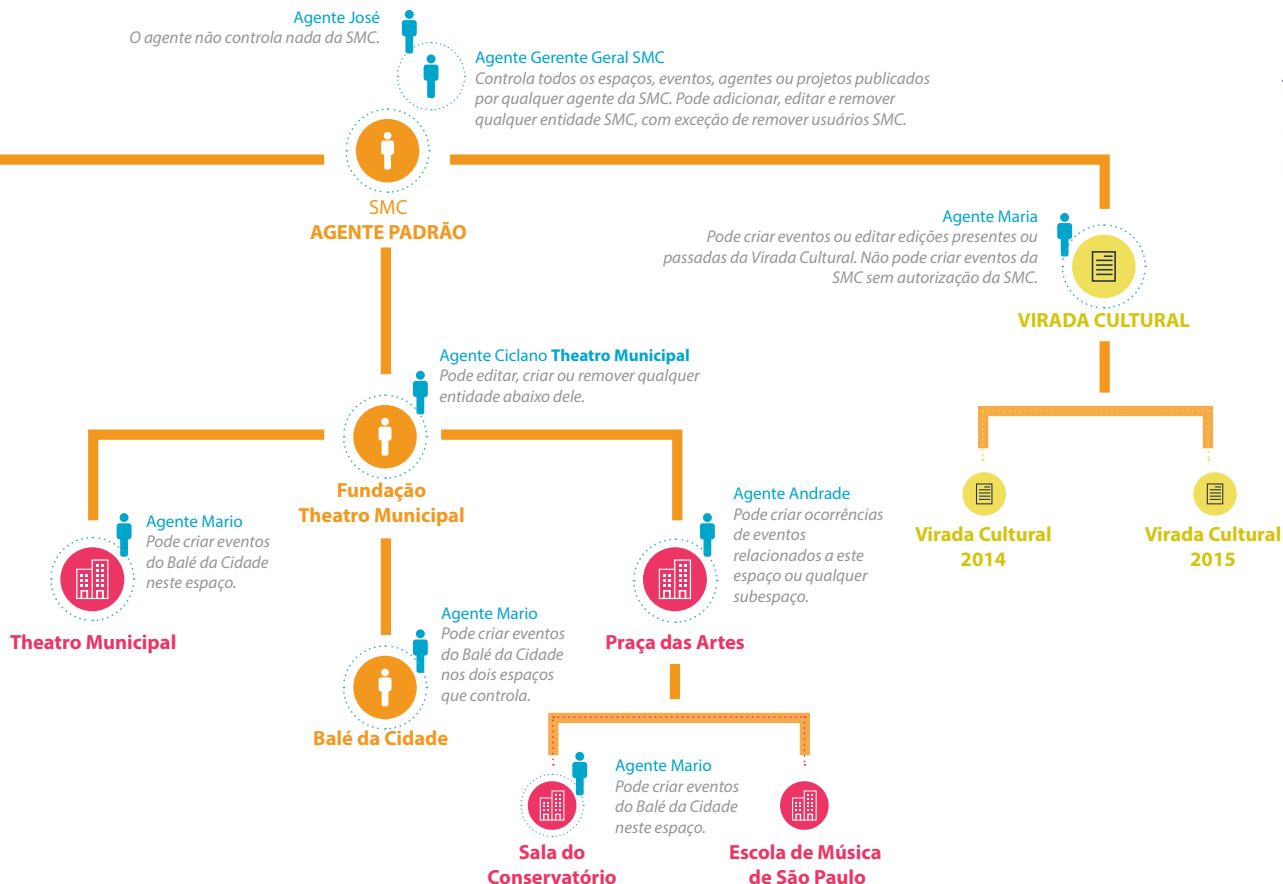 Agente José
O agente não controla nada da SMC.
Agente Gerente Geral SMC
Controla todos os espaços, eventos, agentes ou projetos publicados
por qualquer agente da SMC. Pode adicionar, editar e remover
qualquer entidade SMC, com exceção de remover usuários SMC.
SMC
AGENTE PADRÃO
Agente Maria
Pode criar eventos ou editar edições presentes ou
passadas da Virada Cultural. Não pode criar eventos da
SMC sem autorização da SMC.
VIRADA CULTURAL
Agente Ciclano Theatro Municipal
Pode editar, criar ou remover qualquer
entidade abaixo dele.
Fundação
Theatro Municipal
Agente Mario
Pode criar eventos
do Balé da Cidade
neste espaço.
Theatro Municipal
Agente Andrade
Pode criar ocorrências
de eventos
relacionados a este
espaço ou qualquer
subespaço.
Praça das Artes
Virada Cultural
2014
Virada Cultural
2015
Agente Mario
Pode criar eventos
do Balé da Cidade
nos dois espaços
que controla.
Balé da Cidade
Agente Mario
Pode criar eventos
do Balé da Cidade
neste espaço.
Sala do
Conservatório
Escola de Música
de São Paulo